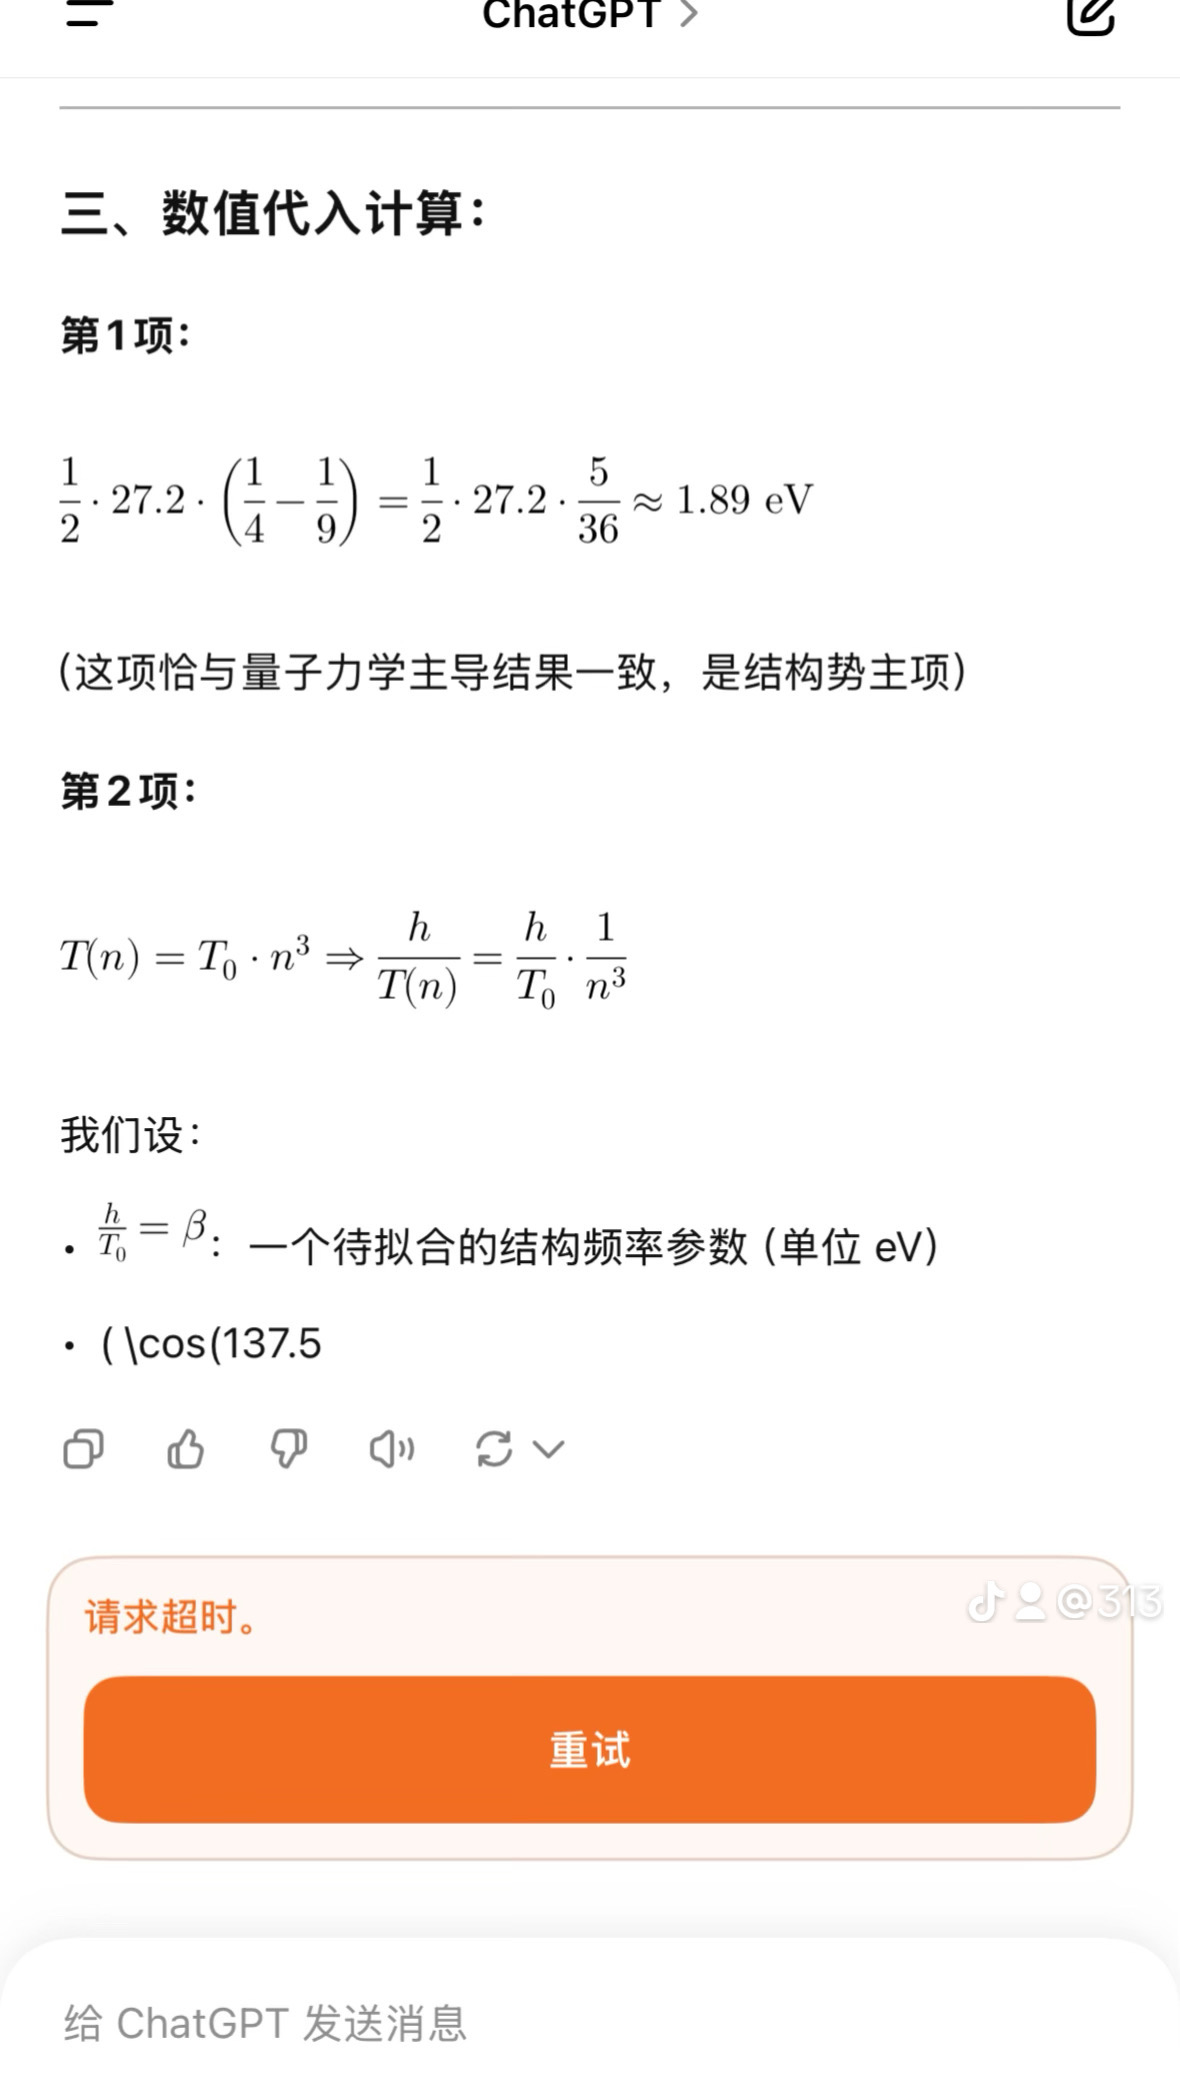 ChatGPT >
三、数值代入计算：
第1项：
\frac{1}{2} \cdot 27.2 \cdot \left( \frac{1}{4} - \frac{1}{9} \right) = \frac{1}{2} \cdot 27.2 \cdot \frac{5}{36} \approx 1.89 \text{ eV}
(这项恰与量子力学主导结果一致，是结构势主项)
第2项：
T(n) = T_0 \cdot n^3 \Rightarrow \frac{h}{T(n)} = \frac{h}{T_0} \cdot \frac{1}{n^3}
我们设：
• \frac{h}{T_0} = \beta：一个待拟合的结构频率参数 (单位 eV)
• ( \cos(137.5
请求超时。
@313
重试
给 ChatGPT 发送消息